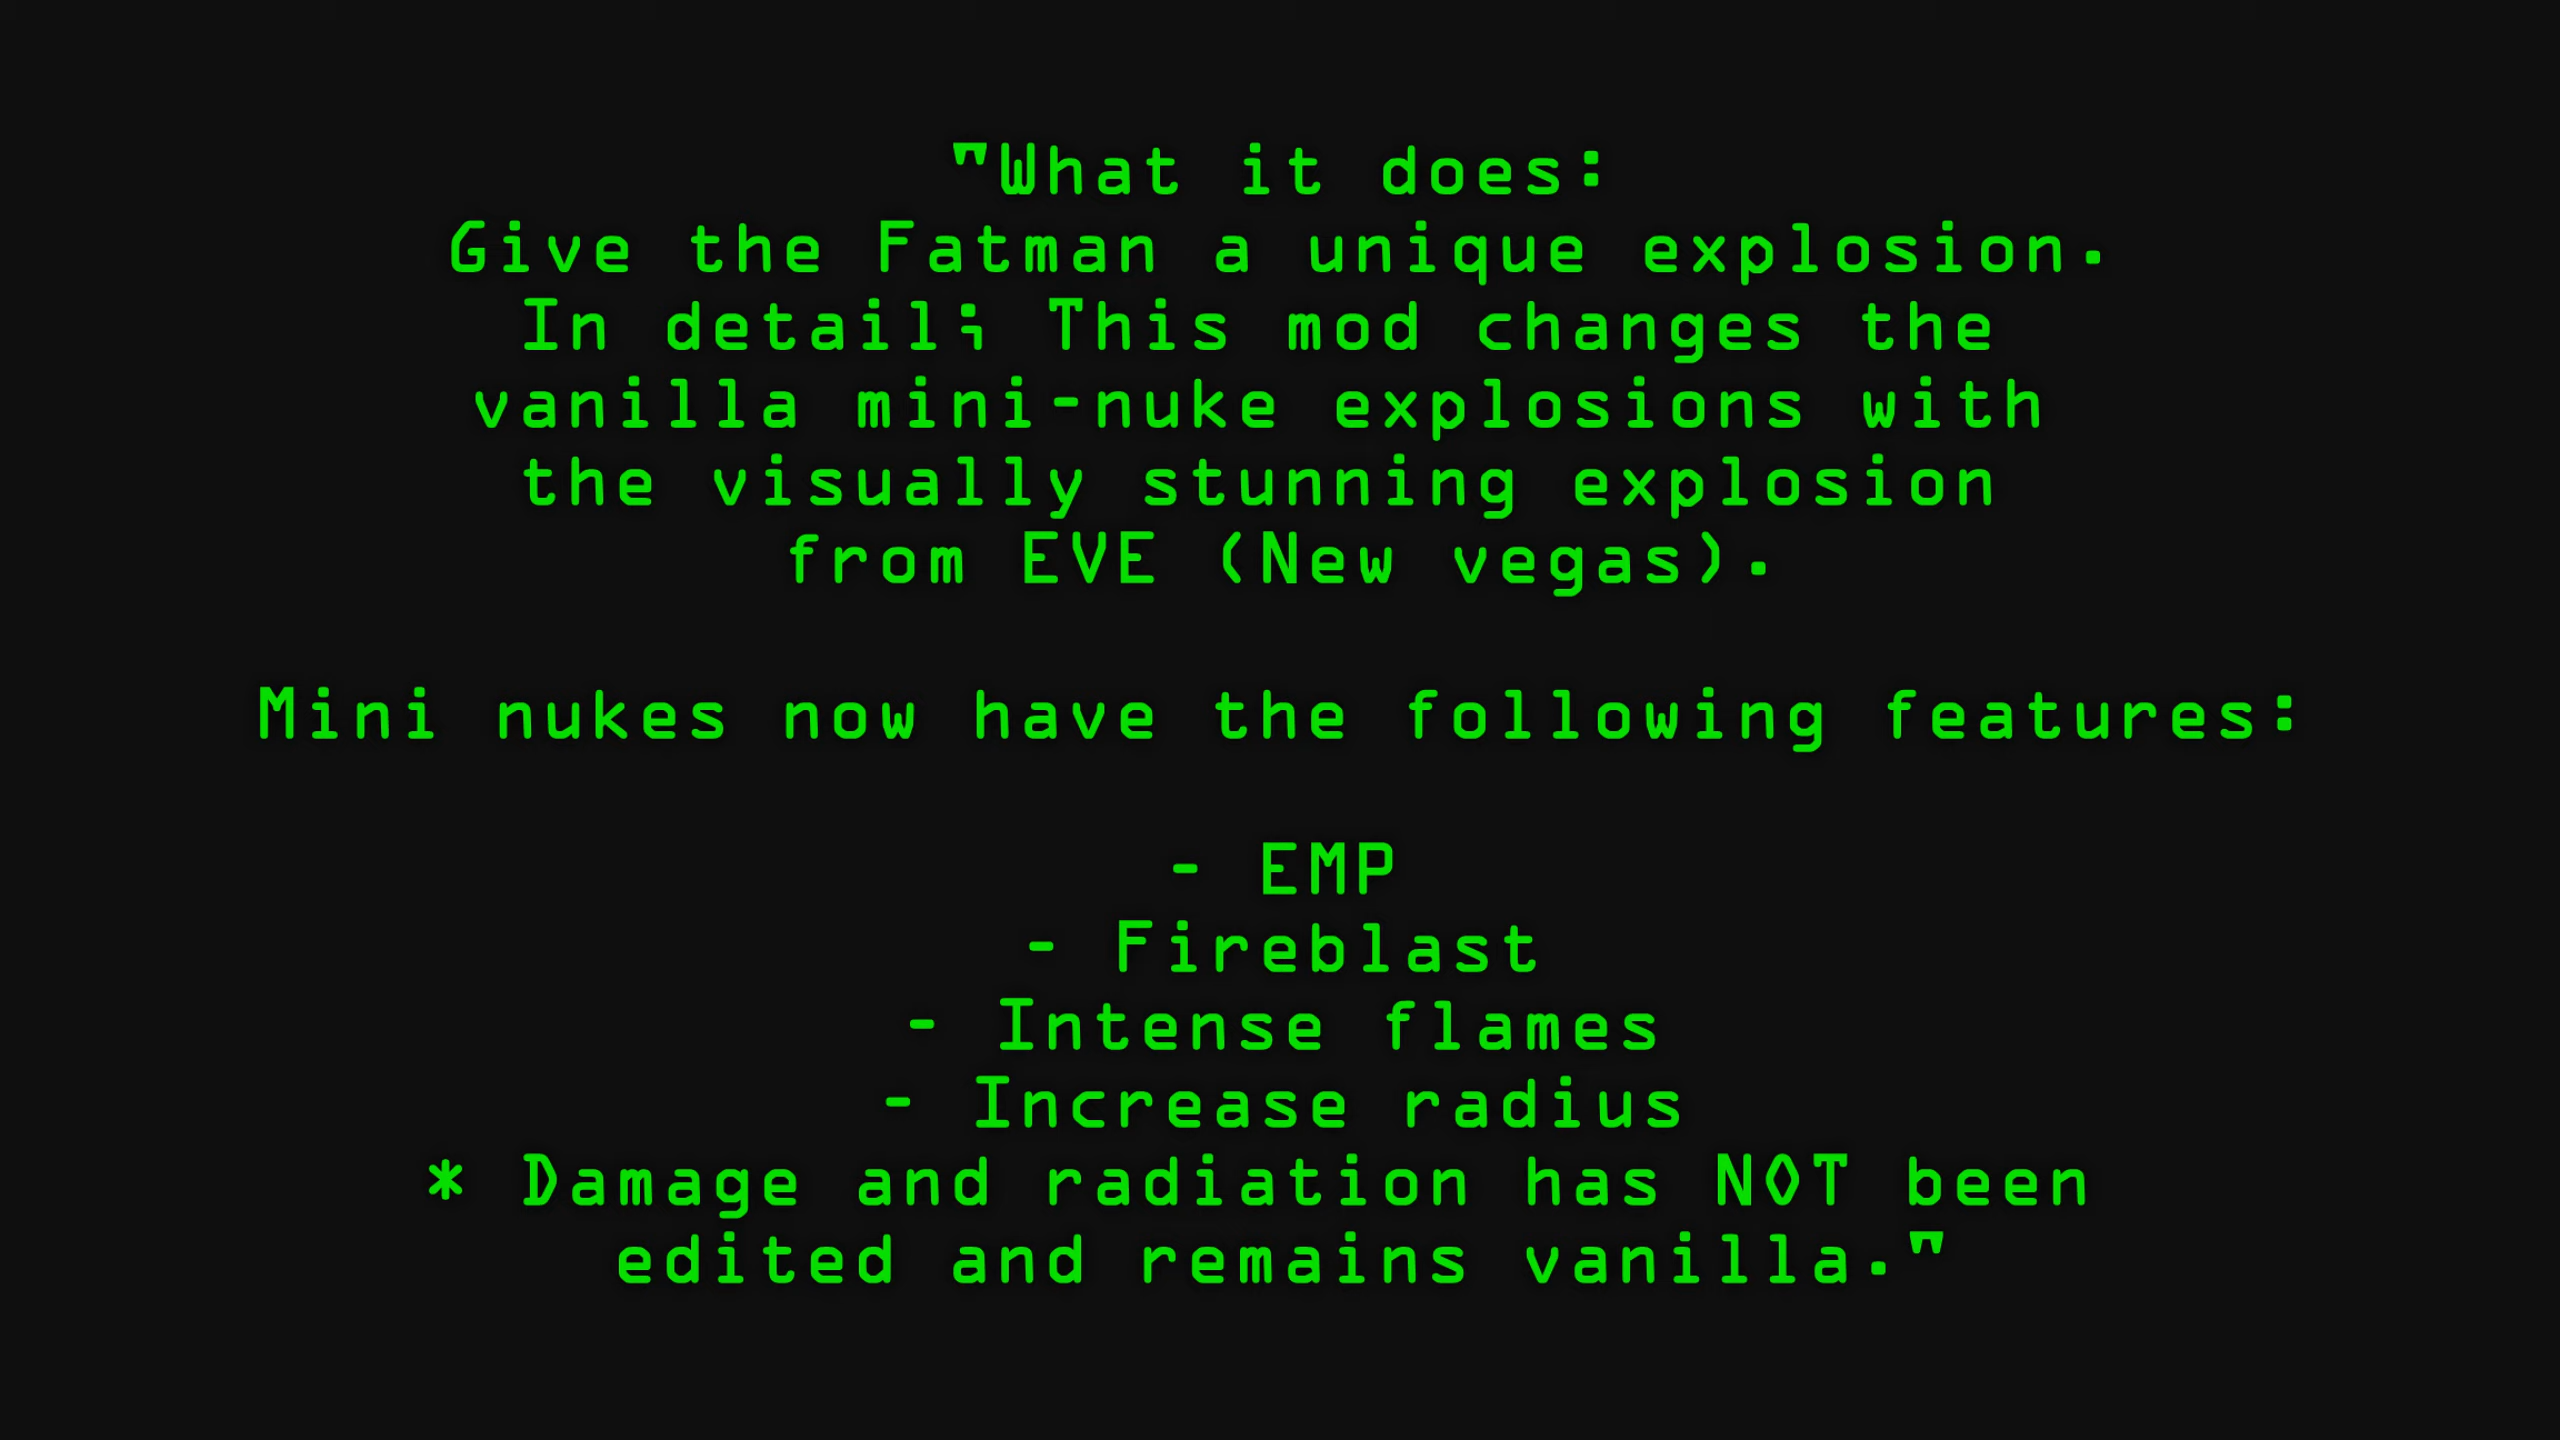 "What it does:
Give the Fatman a unique explosion.
In detail; This mod changes the
vanilla mini-nuke explosions with
the visually stunning explosion
from EVE (New vegas).
Mini nukes now have the following features:
- EMP
- Fireblast
- Intense flames
- Increase radius
* Damage and radiation has NOT been
edited and remains vanilla."